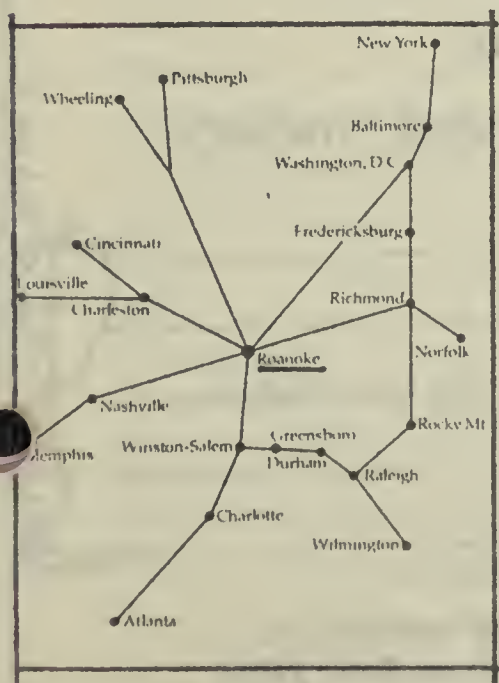 New York
Pittsburgh
Wheeling
Baltimore
Washington, D.C.
Fredericksburg
Cincinnati
Louisville
Charleston
Richmond
Norfolk
Roanoke
Nashville
Rocky Mt
Memphis
Winston-Salem
Greensboro
Durham
Raleigh
Charlotte
Wilmington
Atlanta